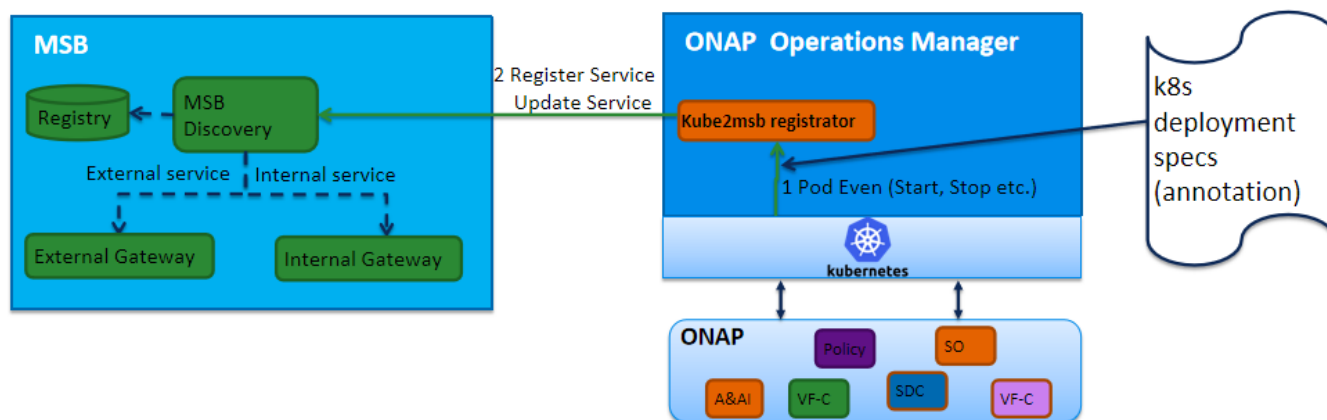 MSB
Registry
MSB
Discovery
External service
Internal service
External Gateway
Internal Gateway
2 Register Service
Update Service
ONAP  Operations Manager
Kube2msb registrator
1 Pod Even (Start, Stop etc.)
kubernetes
k8s
deployment
specs
(annotation)
ONAP
Policy
SO
A&AI
VF-C
SDC
VF-C